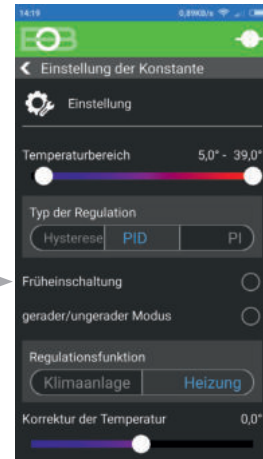 14:19 0,89KB/s
EOB
Einstellung der Konstante
Einstellung
Temperaturbereich 5,0° - 39,0°
Typ der Regulation
Hysterese PID PI
Früheinschaltung
gerader/ungerader Modus
Regulationsfunktion
Klimaanlage Heizung
Korrektur der Temperatur 0,0°